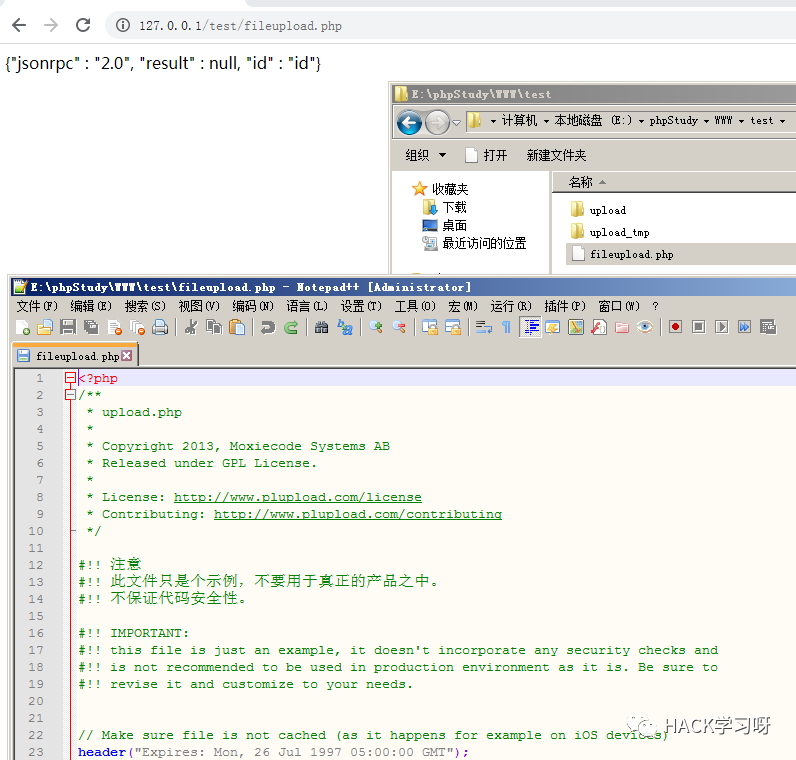 127.0.0.1/test/fileupload.php
{"jsonrpc" : "2.0", "result" : null, "id" : "id"}
E:\phpStudy\WWW\test
计算机 本地磁盘 (E:) phpStudy WWW test
组织 打开 新建文件夹
收藏夹
下载
桌面
最近访问的位置
名称
upload
upload_tmp
fileupload.php
E:\phpStudy\WWW\test\fileupload.php - Notepad++ [Administrator]
文件(F) 编辑(E) 搜索(S) 视图(V) 编码(N) 语言(L) 设置(T) 工具(O) 宏(M) 运行(R) 插件(P) 窗口(W) ?
fileupload.php
1 <?php
2 /**
3 * upload.php
4 *
5 * Copyright 2013, Moxiecode Systems AB
6 * Released under GPL License.
7 *
8 * License: http://www.plupload.com/license
9 * Contributing: http://www.plupload.com/contributing
10 */
11
12 #!! 注意
13 #!! 此文件只是个示例，不要用于真正的产品之中。
14 #!! 不保证代码安全性。
15
16 #!! IMPORTANT:
17 #!! this file is just an example, it doesn't incorporate any security checks and
18 #!! is not recommended to be used in production environment as it is. Be sure to
19 #!! revise it and customize to your needs.
20
21
22 // Make sure file is not cached (as it happens for example on iOS devices)
23 header("Expires: Mon, 26 Jul 1997 05:00:00 GMT");
HACK学习呀